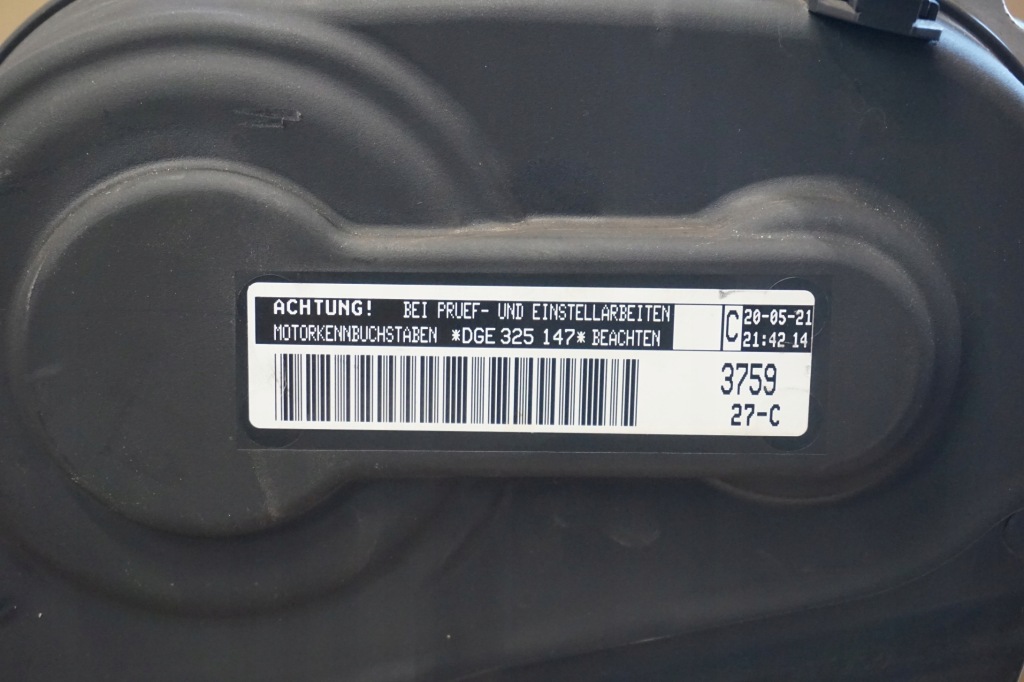 ACHTUNG! BEI PRUEF- UND EINSTELLARBEITEN
MOTORKENNBUCHSTABEN *DGE 325 147* BEACHTEN
C
20-05-21
21:42 14
3759
27-C